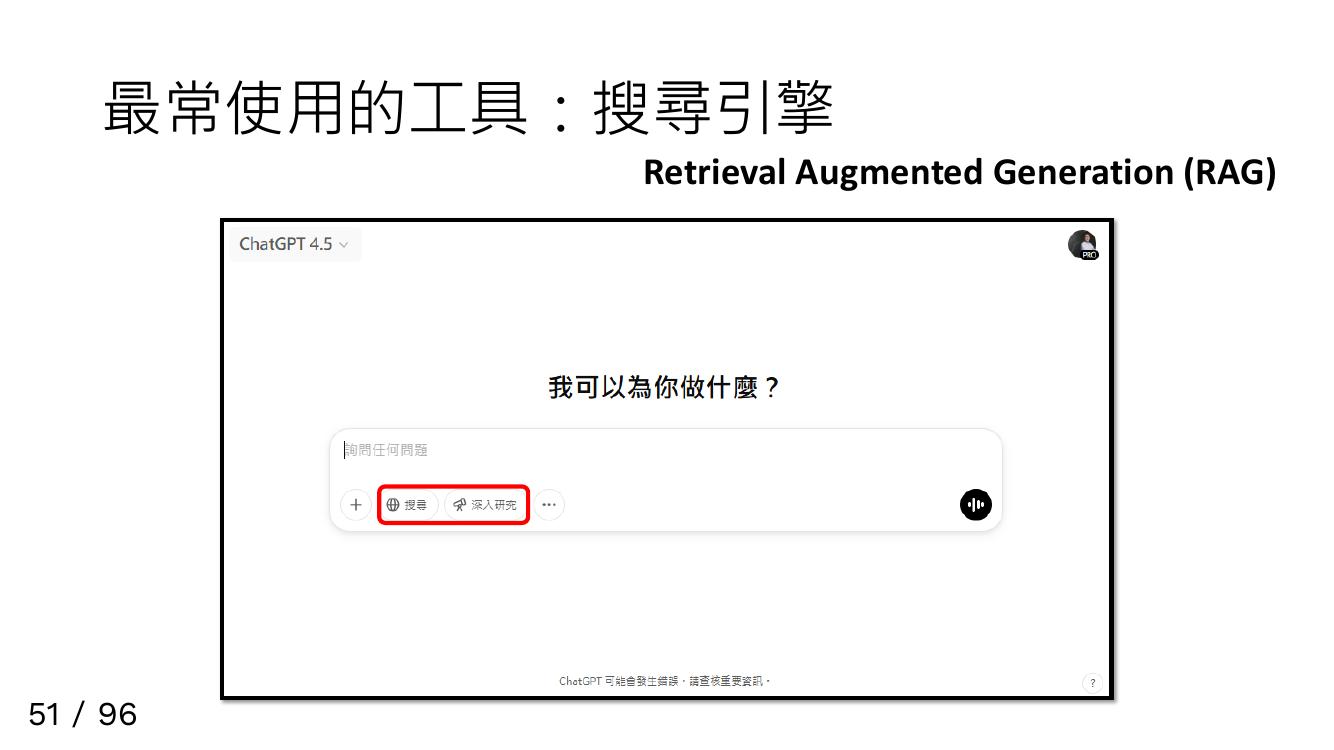 最常使用的工具：搜尋引擎
Retrieval Augmented Generation (RAG)
ChatGPT 4.5
PRO
我可以為你做什麼？
詢問任何問題
搜尋 深入研究
ChatGPT 可能會發生錯誤。請查核重要資訊。
?
51 / 96